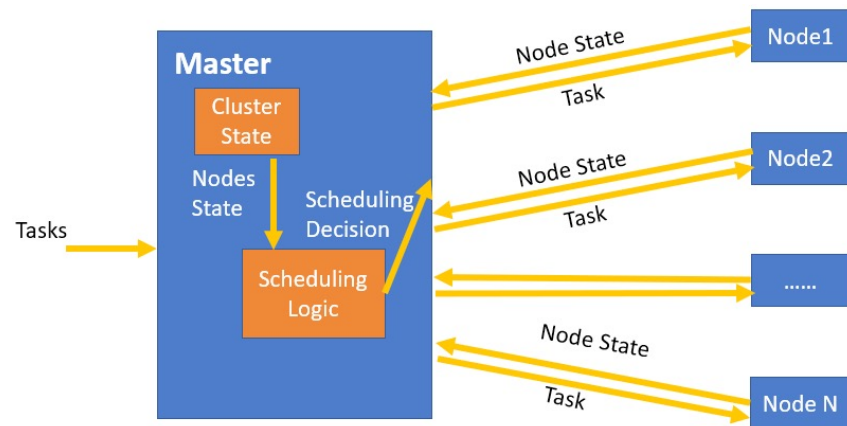 Master
Cluster
State
Nodes
State
Scheduling
Decision
Scheduling
Logic
Tasks
Node State
Task
Node1
Node State
Task
Node2
......
Node State
Task
Node N